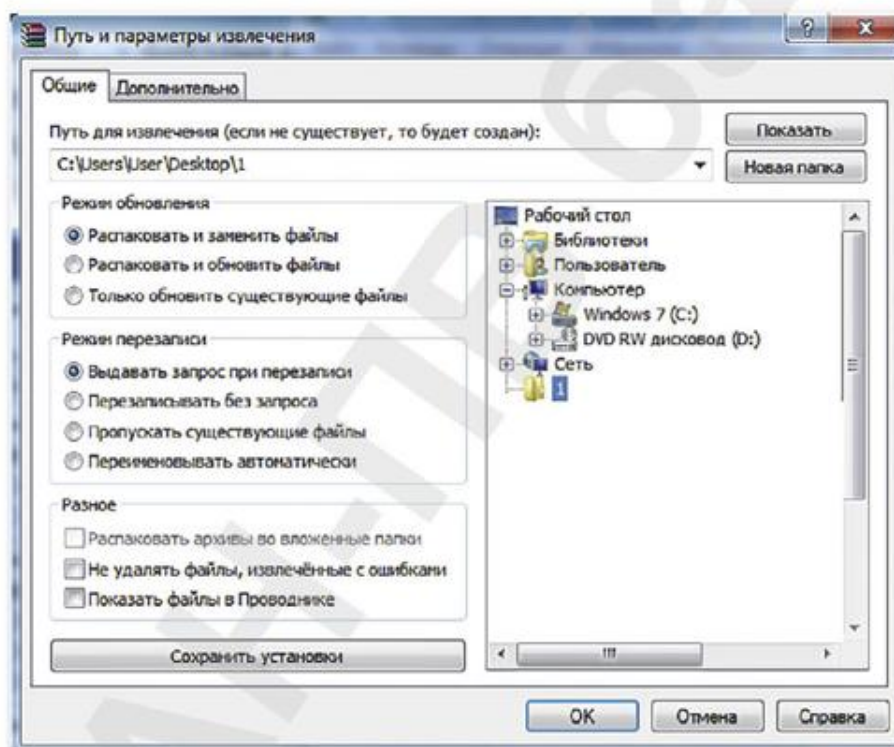 Путь и параметры извлечения
Общие
Дополнительно
Путь для извлечения (если не существует, то будет создан):
Показать
C:\Users\User\Desktop\1
Новая папка
Режим обновления
Распаковать и заменить файлы
Распаковать и обновить файлы
Только обновить существующие файлы
Режим перезаписи
Выдавать запрос при перезаписи
Перезаписывать без запроса
Пропускать существующие файлы
Переименовывать автоматически
Разное
Распаковать архивы во вложенные папки
Не удалять файлы, извлечённые с ошибками
Показать файлы в Проводнике
Сохранить установки
Рабочий стол
Библиотеки
Пользователь
Компьютер
Windows 7 (C:)
DVD RW дисковод (D:)
Сеть
1
OK
Отмена
Справка